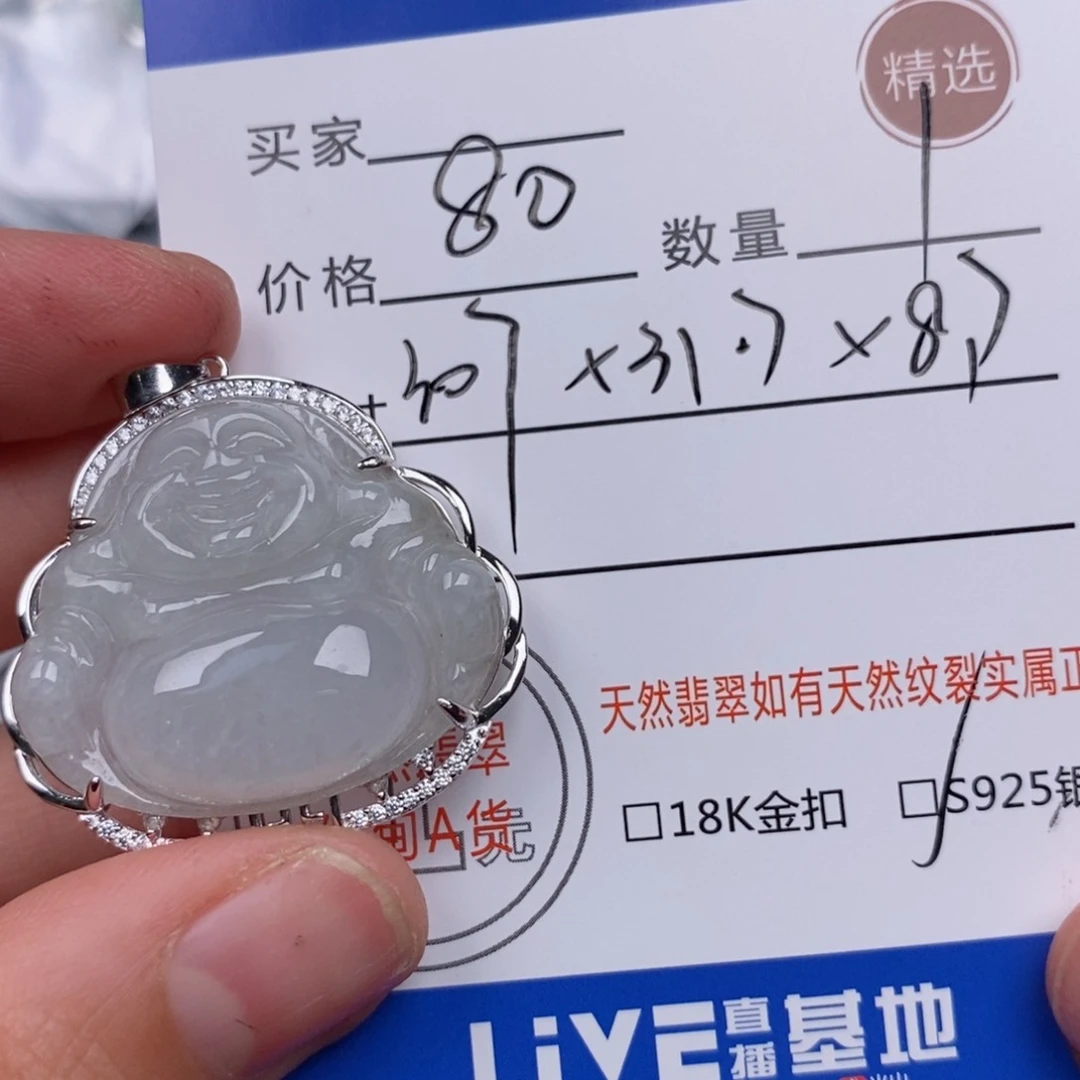 精选
买家
80
价格 数量 1
×31.7 ×8.7
天然翡翠如有天然纹裂实属正
翠
A货
□18K金扣 □S925银
LiVE直播基地